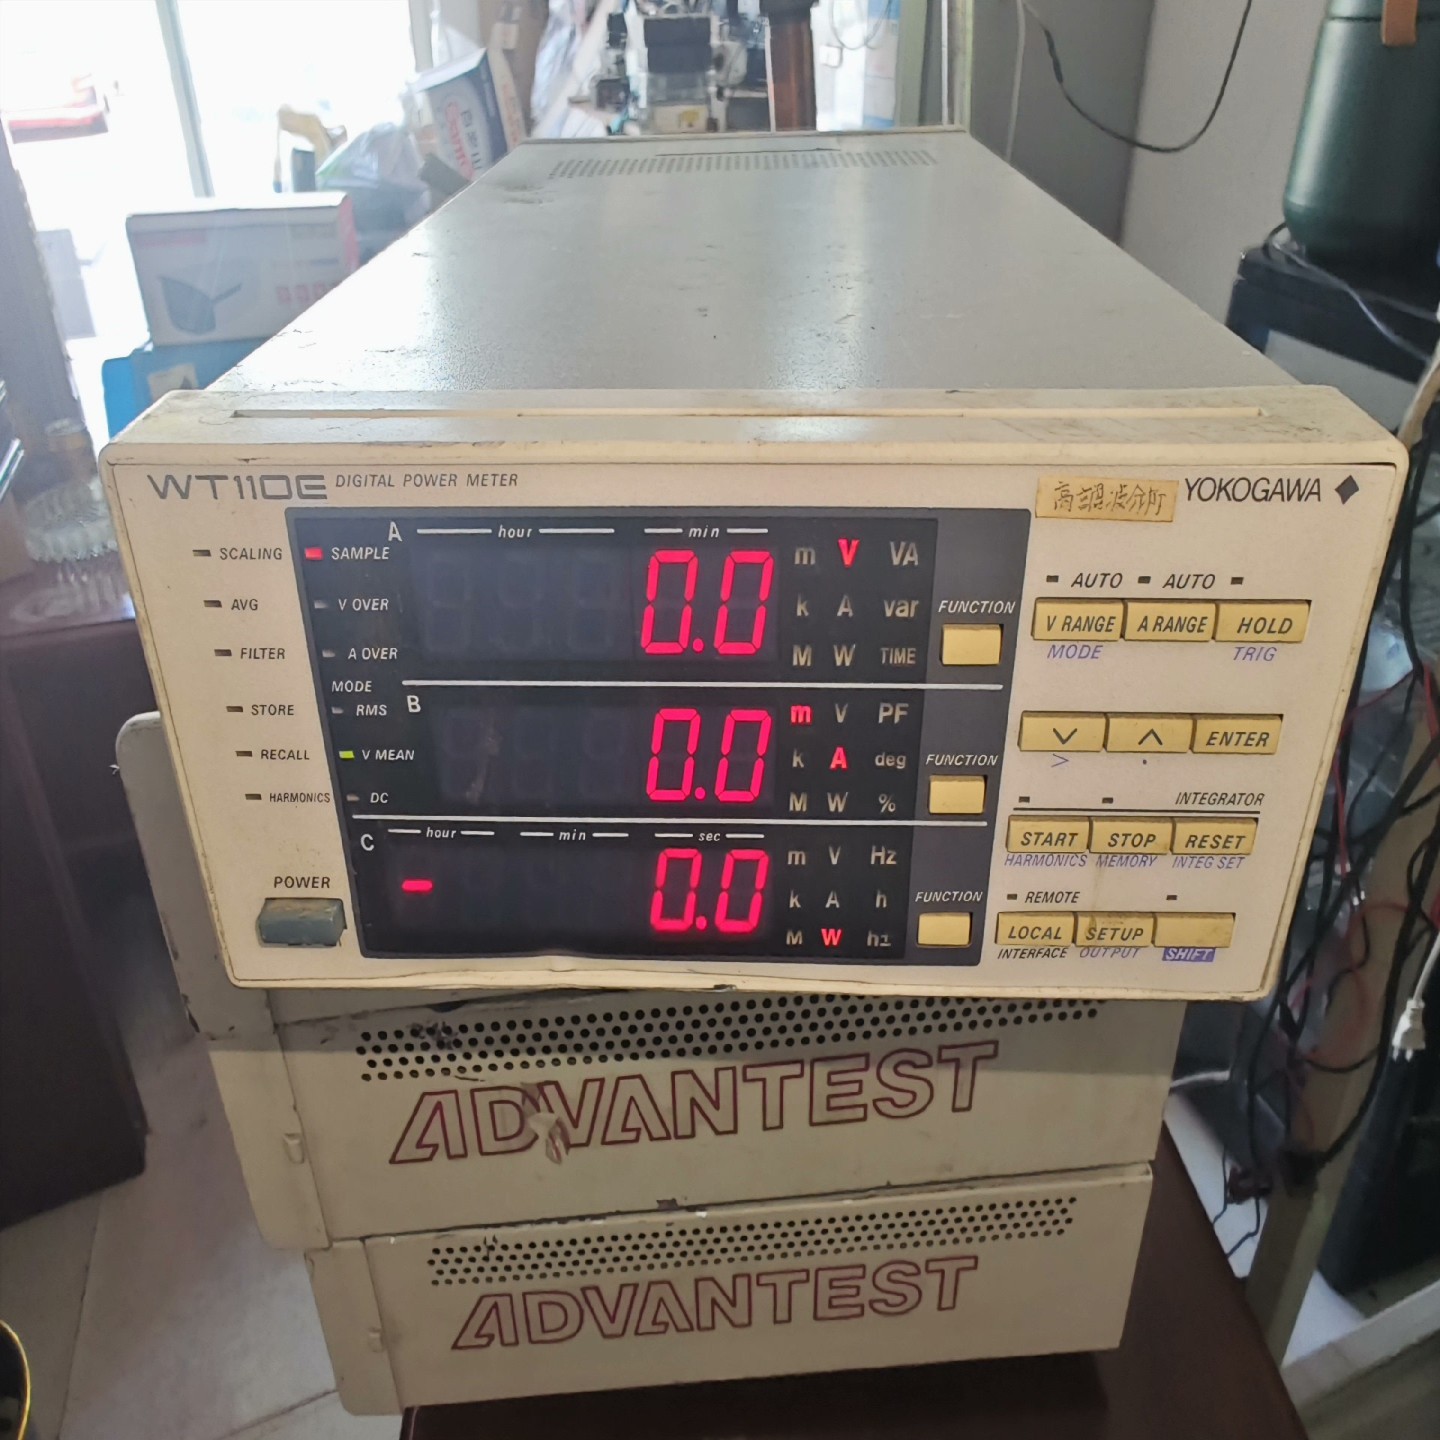 WT110E DIGITAL POWER METER
YOKOGAWA
SCALING
AVG
FILTER
STORE
RECALL
HARMONICS
POWER
SAMPLE
V OVER
A OVER
MODE
RMS
V MEAN
DC
A hour min
0.0
m V VA
k A var
M W TIME
FUNCTION
B
0.0
m V PF
k A deg
M W %
FUNCTION
C hour min sec
-0.0
m V Hz
k A h
M W h±
FUNCTION
AUTO AUTO
V RANGE A RANGE HOLD
MODE TRIG
ENTER
INTEGRATOR
START STOP RESET
HARMONICS MEMORY INTEG SET
REMOTE
LOCAL SETUP
INTERFACE OUTPUT SHIFT
ADVANTEST
ADVANTEST